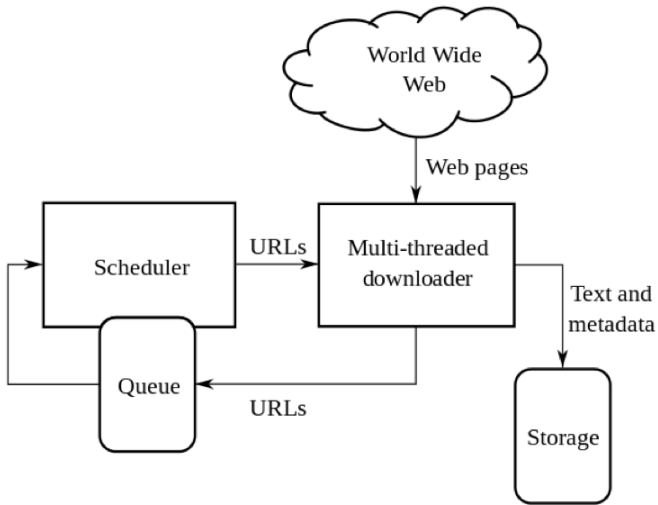 World Wide
Web
Web pages
Scheduler
URLs
Multi-threaded
downloader
Text and
metadata
Queue
URLs
Storage